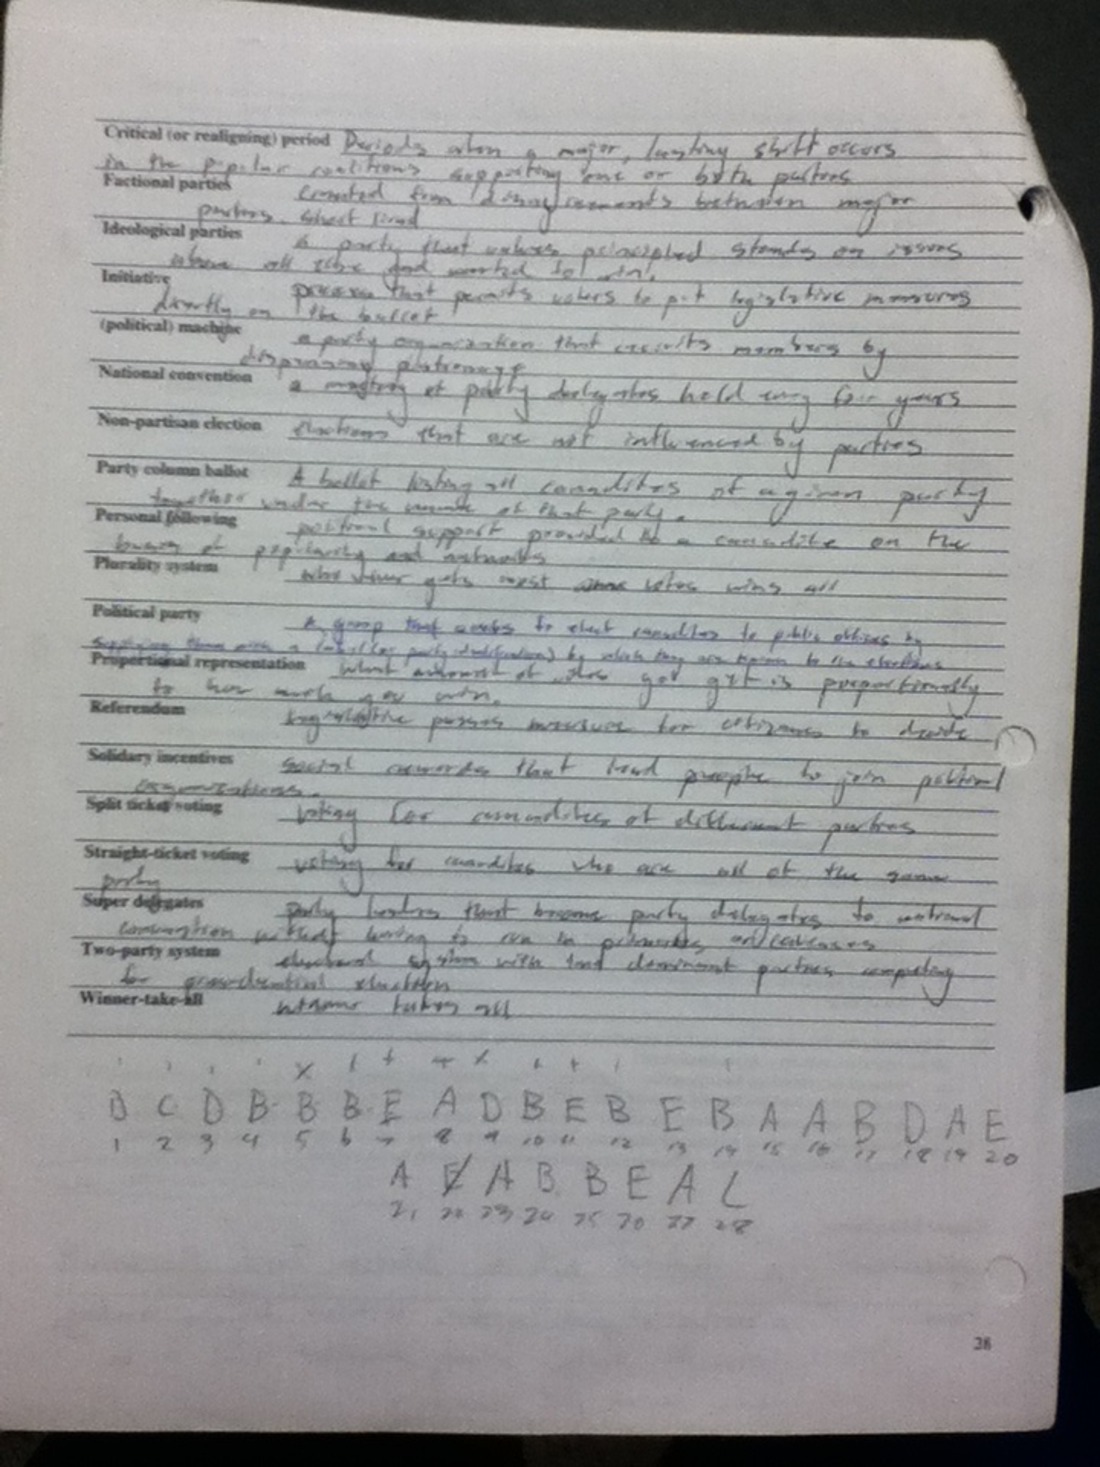 Critical (or realigning) period Periods when a major, lasting shift occurs
in the popular coalitions supporting one or both parties
Factional parties created from disagreements between major
parties. short lived
Ideological parties A party that values principled stands on issues
above all else
Initiative process that permits voters to put legislative measures
directly on the ballot
(political) machine a party organization that recruits members by
dispensing patronage
National convention a meeting of party delegates held every four years
Non-partisan election elections that are not influenced by parties
Party column ballot A ballot listing all canadites of a given party
together under the name of that party.
Personal following political support provided to a canadite on the
basis of popularity and networks
Plurality system who ever gets most votes wins all
Political party A group that seeks to elect canadites to public offices by
supplying them with a label (or party identification) by which they are known to the
Proportional representation What amount of votes you get is proportionally
to how much you win.
Referendum legislative passes measure for citizens to decide
Solidary incentives social rewards that lead people to join political
organizations.
Split ticket voting voting for canadites of different parties
Straight-ticket voting voting for canadites who are all of the same
party
Super delegates party leaders that become party delegates to national
convention without having to run in primaries or caucuses
Two-party system electoral system with two dominant parties competing
for presidential election
Winner-take-all winner takes all
D C D B B B E A D B E B E B A A B D A E
1 2 3 4 5 6 7 8 9 10 11 12 13 14 15 16 17 18 19 20
A E A B B E A C
21 22 23 24 25 26 27 28
28